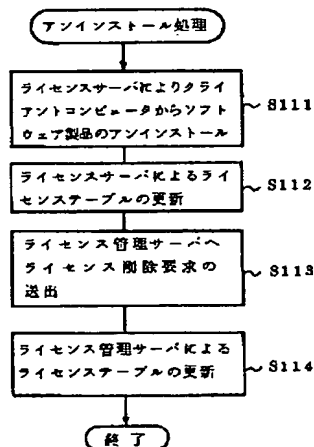 アンインストール処理
ライセンスサーバによりクライ
アントコンピュータからソフト
ウェア製品のアンインストール
S111
ライセンスサーバによるライ
センステーブルの更新
S112
ライセンス管理サーバへ
ライセンス削除要求の
送出
S113
ライセンス管理サーバによる
ライセンステーブルの更新
S114
終了